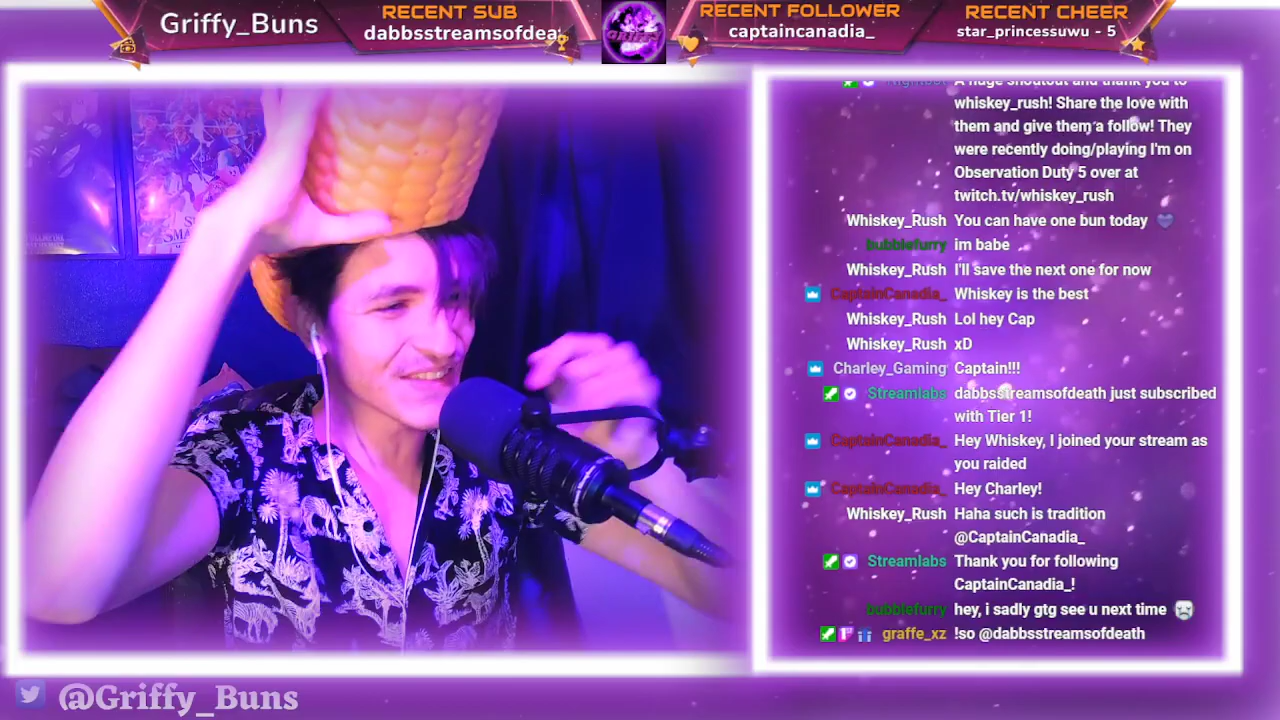 Griffy_Buns
RECENT SUB
dabbsstreamsofdea
RECENT FOLLOWER
captaincanadia_
RECENT CHEER
star_princessuwu - 5
A huge shoutout and thank you to
whiskey_rush! Share the love with
them and give them a follow! They
were recently doing/playing I'm on
Observation Duty 5 over at
twitch.tv/whiskey_rush
Whiskey_Rush You can have one bun today
bubblefurry im babe
Whiskey_Rush I'll save the next one for now
CaptainCanadia_ Whiskey is the best
Whiskey_Rush Lol hey Cap
Whiskey_Rush xD
Charley_Gaming Captain!!!
Streamlabs dabbsstreamsofdeath just subscribed
with Tier 1!
CaptainCanadia_ Hey Whiskey, I joined your stream as
you raided
CaptainCanadia_ Hey Charley!
Whiskey_Rush Haha such is tradition
@CaptainCanadia_
Streamlabs Thank you for following
CaptainCanadia_!
bubblefurry hey, i sadly gtg see u next time
graffe_xz !so @dabbsstreamsofdeath
@Griffy_Buns